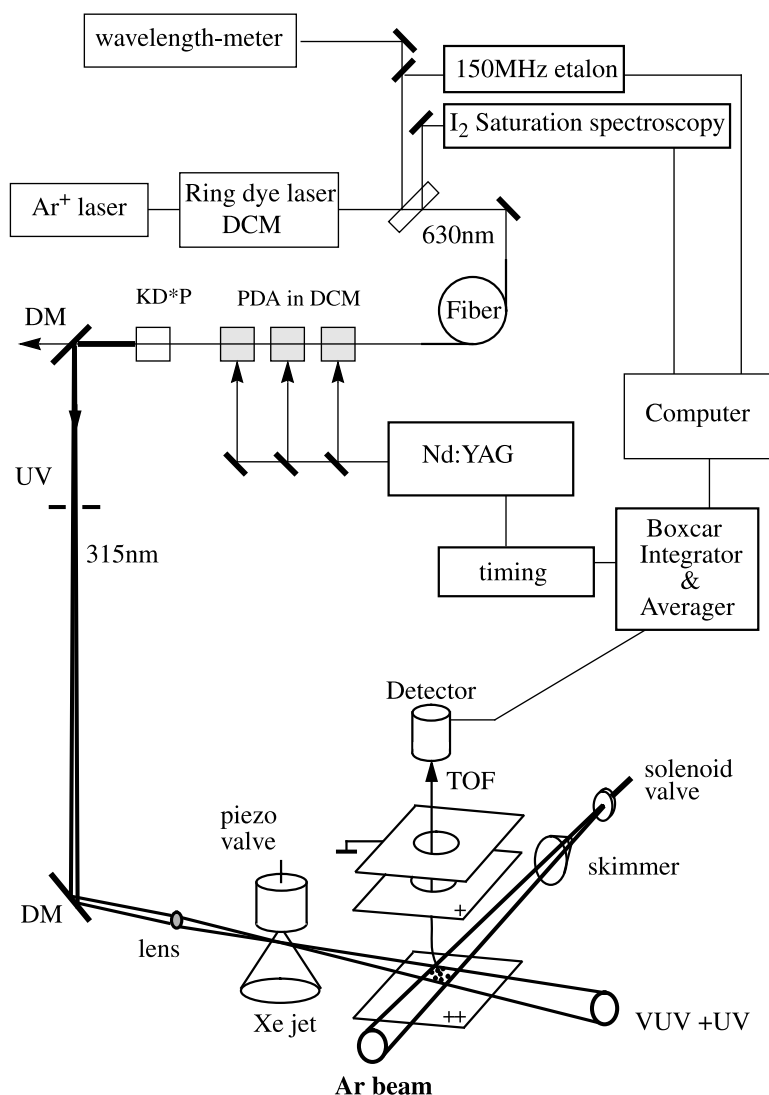 wavelength-meter
150MHz etalon
I₂ Saturation spectroscopy
Ar⁺ laser
Ring dye laser
DCM
630nm
KD*P
PDA in DCM
Fiber
DM
Computer
Nd:YAG
UV
Boxcar
Integrator
&
Averager
315nm
timing
Detector
TOF
solenoid
valve
piezo
valve
skimmer
+
DM
lens
Xe jet
++
VUV +UV
Ar beam